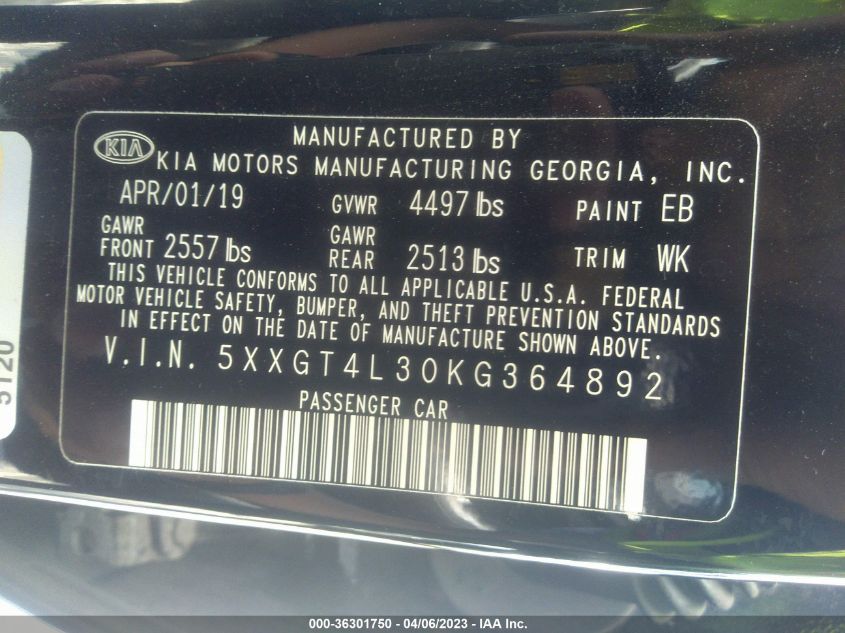 MANUFACTURED BY
KIA KIA MOTORS MANUFACTURING GEORGIA, INC.
APR/01/19 GVWR 4497 lbs PAINT EB
GAWR FRONT 2557 lbs GAWR REAR 2513 lbs TRIM WK
THIS VEHICLE CONFORMS TO ALL APPLICABLE U.S.A. FEDERAL
MOTOR VEHICLE SAFETY, BUMPER, AND THEFT PREVENTION STANDARDS
IN EFFECT ON THE DATE OF MANUFACTURE SHOWN ABOVE.
V.I.N. 5XXGT4L30KG364892
PASSENGER CAR
5120
000-36301750 - 04/06/2023 - IAA Inc.